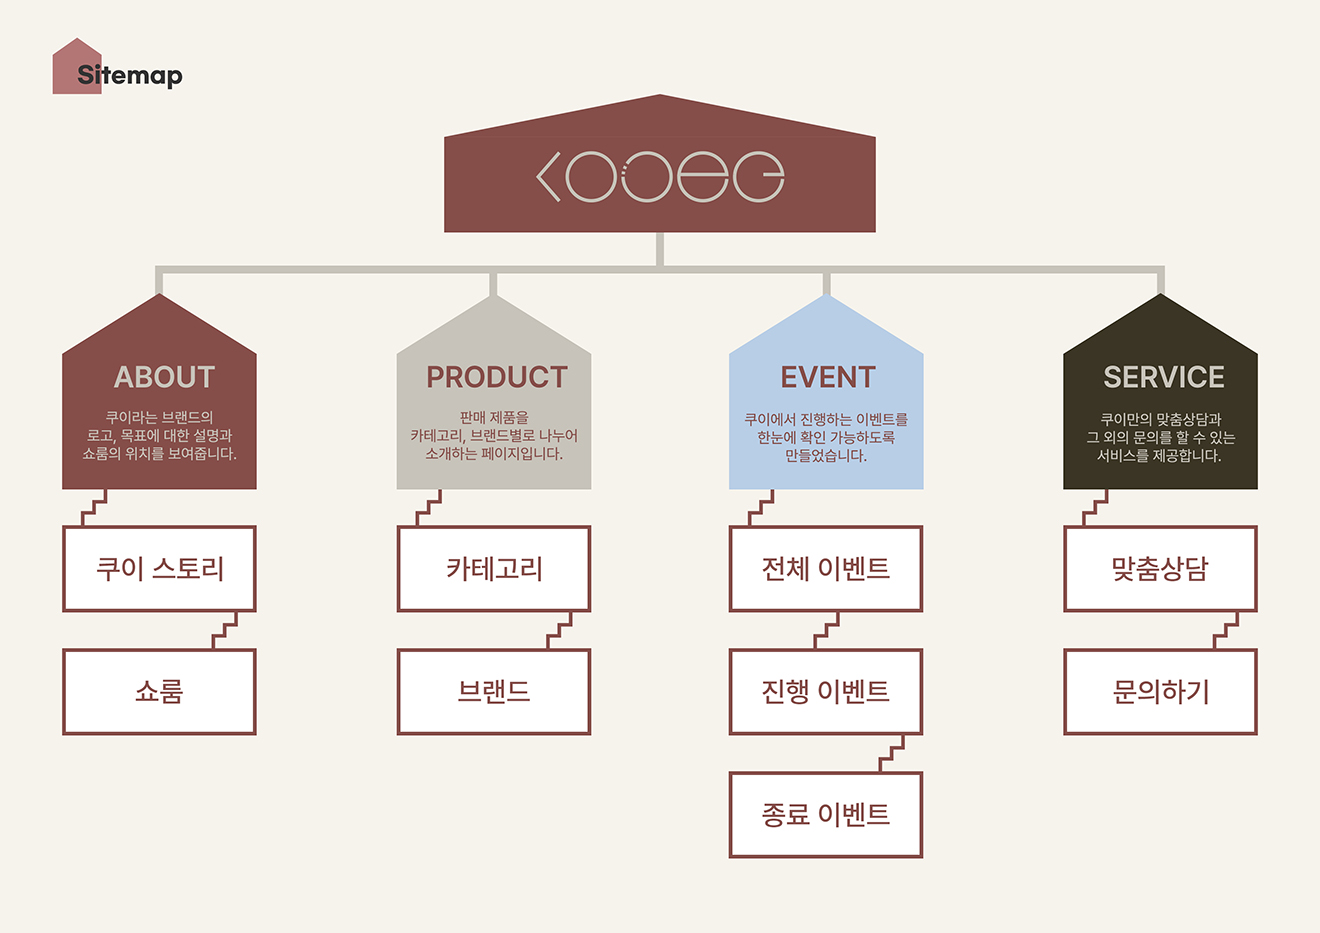 Sitemap
kooee
ABOUT
쿠이라는 브랜드의
로고, 목표에 대한 설명과
쇼룸의 위치를 보여줍니다.
쿠이 스토리
쇼룸
PRODUCT
판매 제품을
카테고리, 브랜드별로 나누어
소개하는 페이지입니다.
카테고리
브랜드
EVENT
쿠이에서 진행하는 이벤트를
한눈에 확인 가능하도록
만들었습니다.
전체 이벤트
진행 이벤트
종료 이벤트
SERVICE
쿠이만의 맞춤상담과
그 외의 문의를 할 수 있는
서비스를 제공합니다.
맞춤상담
문의하기